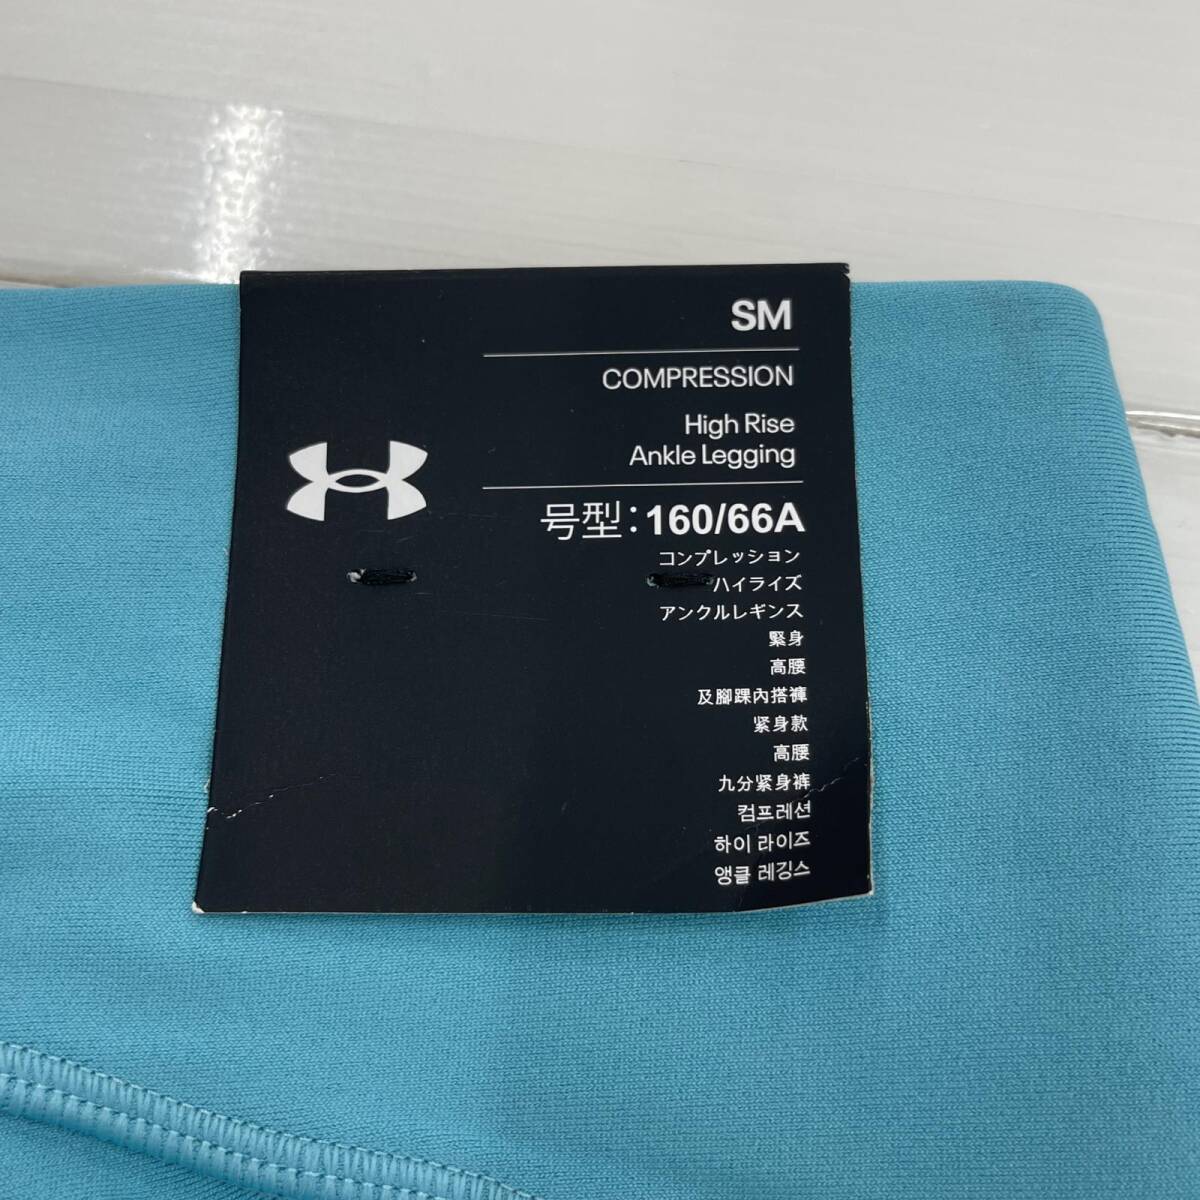 SM
COMPRESSION
High Rise
Ankle Legging
号型：160/66A
コンプレッション
ハイライズ
アンクルレギンス
緊身
高腰
及腳踝內搭褲
紧身款
高腰
九分紧身裤
컴프레션
하이 라이즈
앵클 레깅스